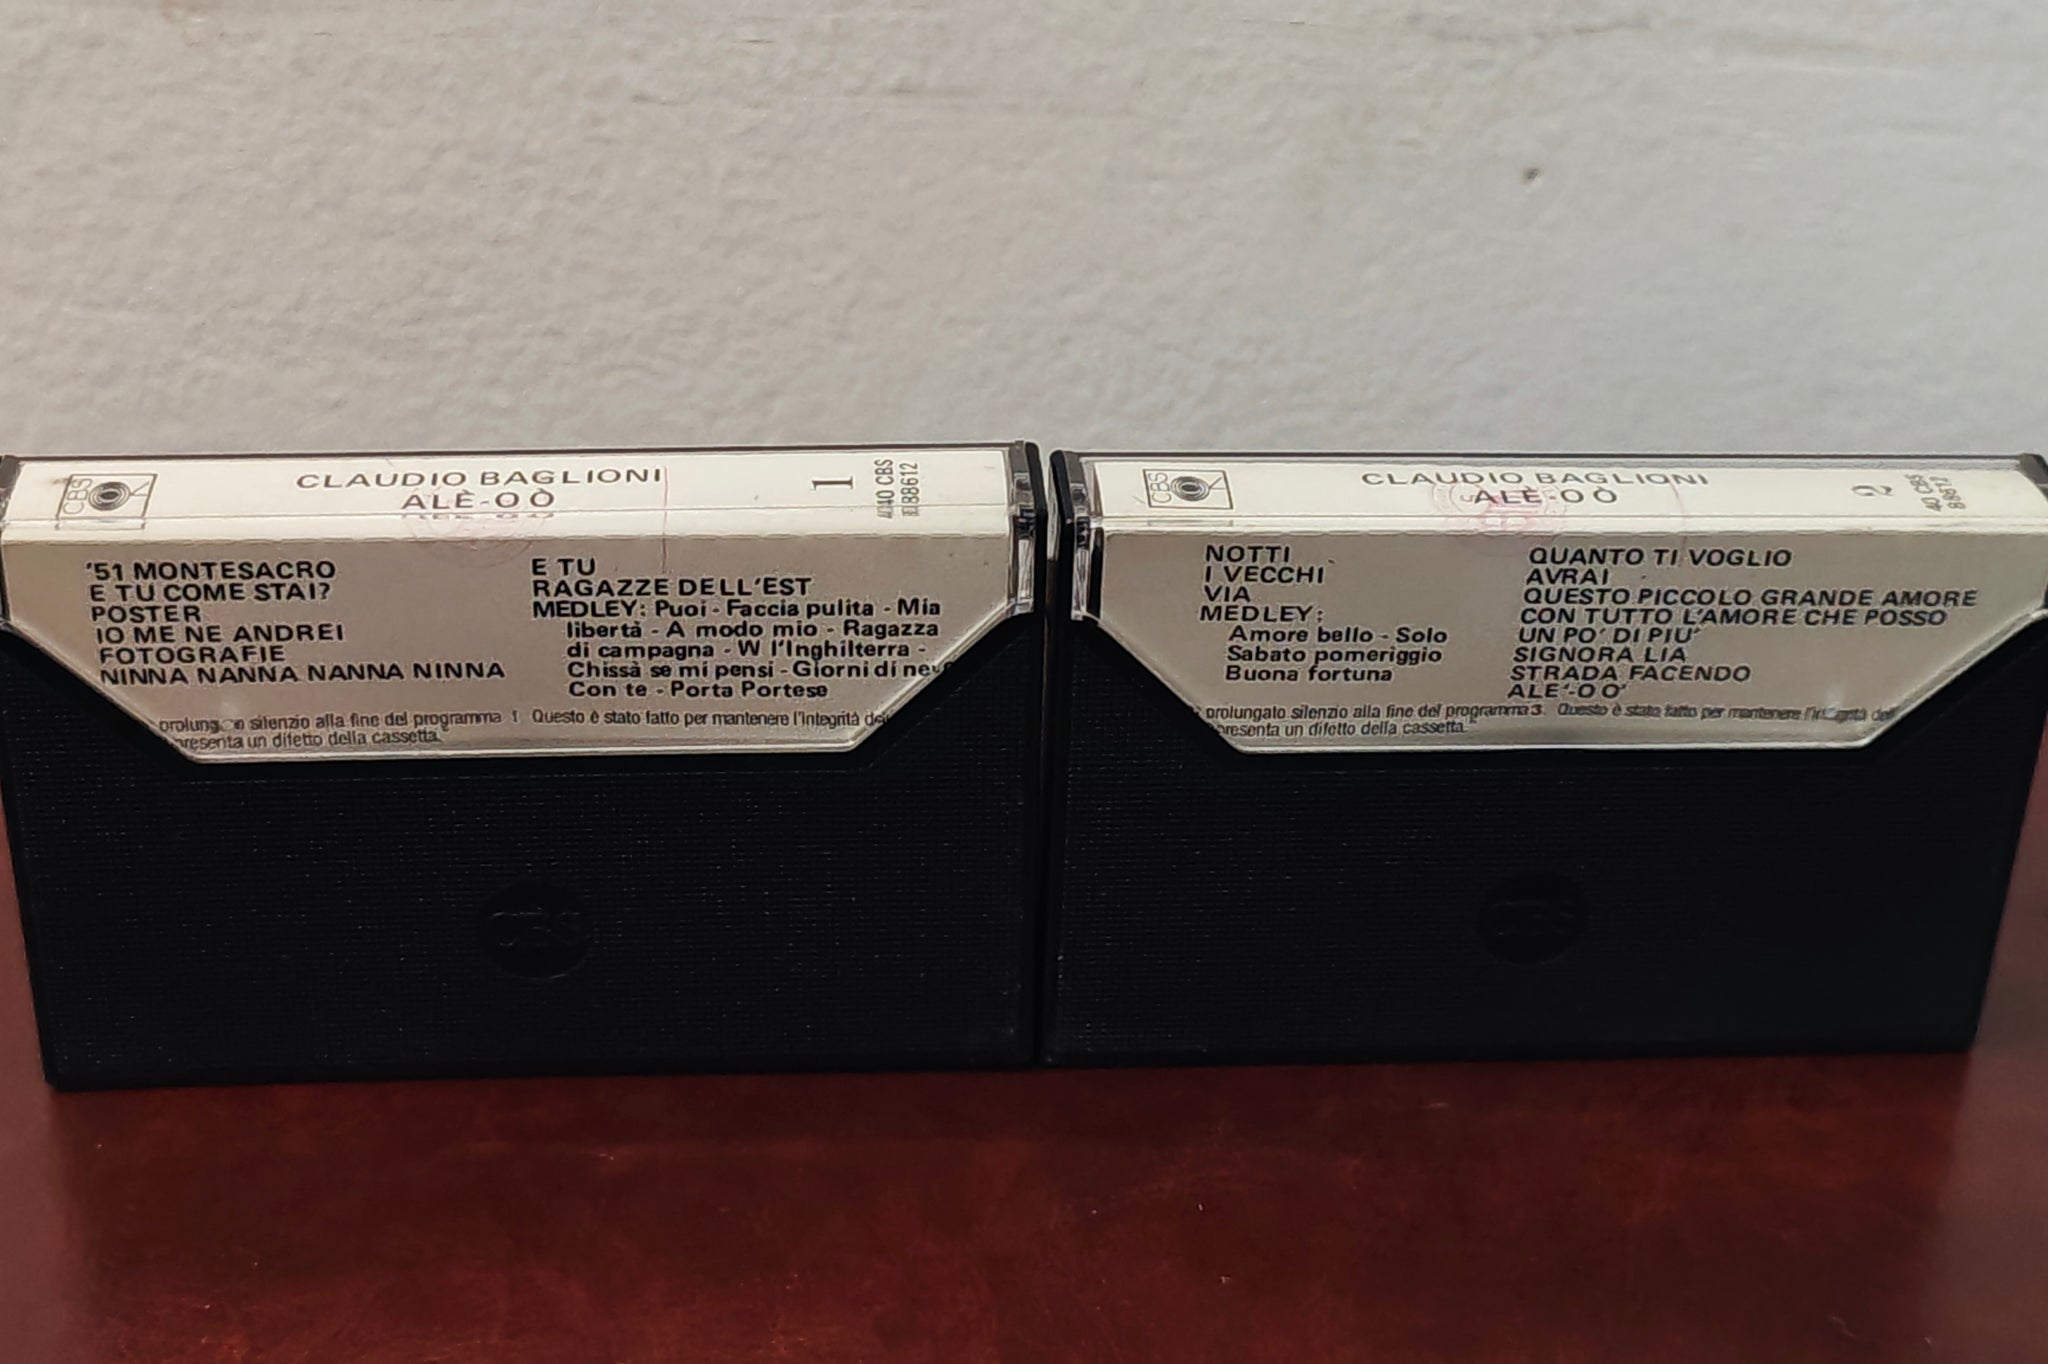 CBS
CLAUDIO BAGLIONI
ALÈ-OÒ
1
40 CBS
88612
'51 MONTESACRO
E TU COME STAI?
POSTER
IO ME NE ANDREI
FOTOGRAFIE
NINNA NANNA NANNA NINNA
E TU
RAGAZZE DELL'EST
MEDLEY: Puoi - Faccia pulita - Mia
libertà - A modo mio - Ragazza
di campagna - W l'Inghilterra -
Chissà se mi pensi - Giorni di neve
Con te - Porta Portese
silenzio alla fine del programma 1 Questo è stato fatto per mantenere l'integrità
un difetto della cassetta.
CBS
CBS
CLAUDIO BAGLIONI
ALÈ-OÒ
2
40 CBS
88612
NOTTI
I VECCHI
VIA
MEDLEY:
Amore bello - Solo
Sabato pomeriggio
Buona fortuna
QUANTO TI VOGLIO
AVRAI
QUESTO PICCOLO GRANDE AMORE
CON TUTTO L'AMORE CHE POSSO
UN PO' DI PIU'
SIGNORA LIA
STRADA FACENDO
ALE'-O O'
prolungato silenzio alla fine del programma 3. Questo è stato fatto per mantenere l'integrità
un difetto della cassetta.
CBS